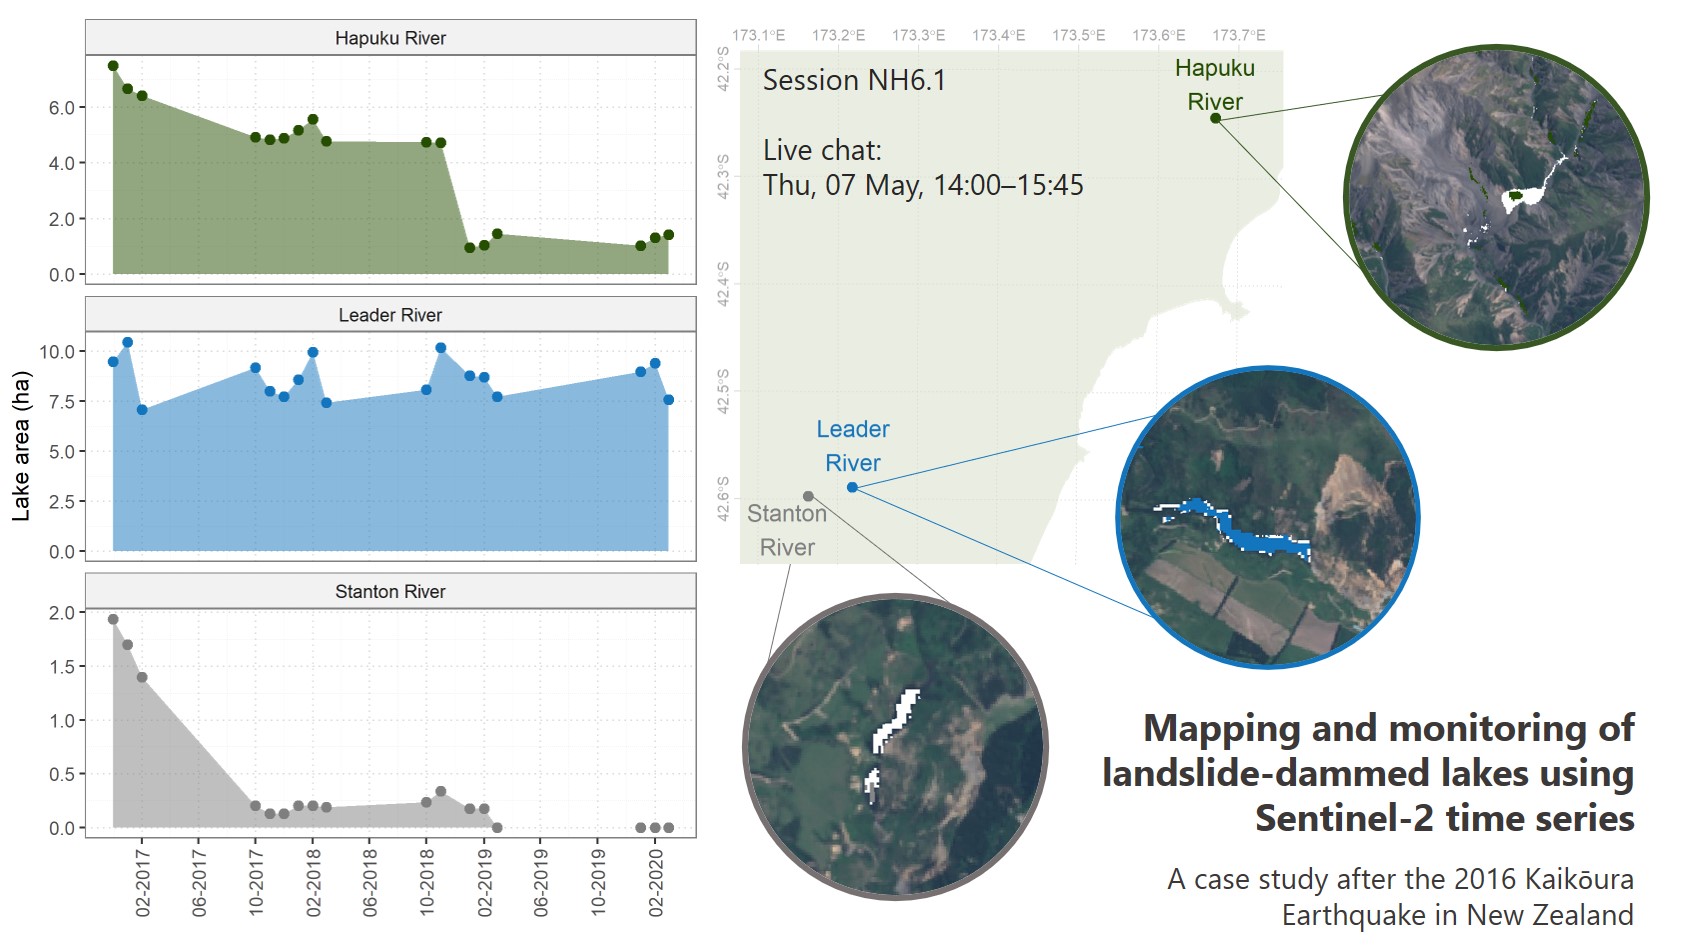 Hapuku River
6.0
4.0
2.0
0.0
Leader River
10.0
7.5
5.0
2.5
0.0
Stanton River
2.0
1.5
1.0
0.5
0.0
Lake area (ha)
02-2017
06-2017
10-2017
02-2018
06-2018
10-2018
02-2019
06-2019
10-2019
02-2020
173.1°E 173.2°E 173.3°E 173.4°E 173.5°E 173.6°E 173.7°E
42.2°S
42.3°S
42.4°S
42.5°S
42.6°S
Session NH6.1
Live chat:
Thu, 07 May, 14:00–15:45
Hapuku
River
Leader
River
Stanton
River
Mapping and monitoring of
landslide-dammed lakes using
Sentinel-2 time series
A case study after the 2016 Kaikōura
Earthquake in New Zealand